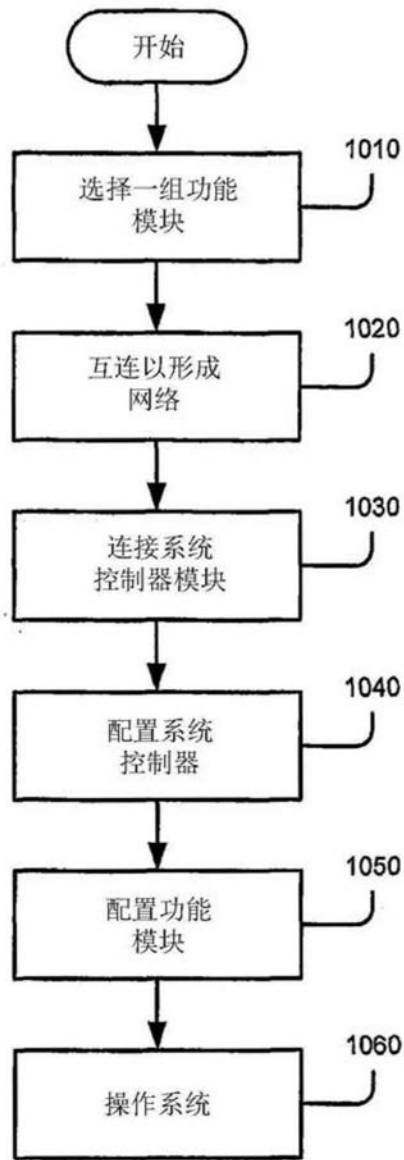 开始
1010
选择一组功能
模块
1020
互连以形成
网络
1030
连接系统
控制器模块
1040
配置系统
控制器
1050
配置功能
模块
1060
操作系统